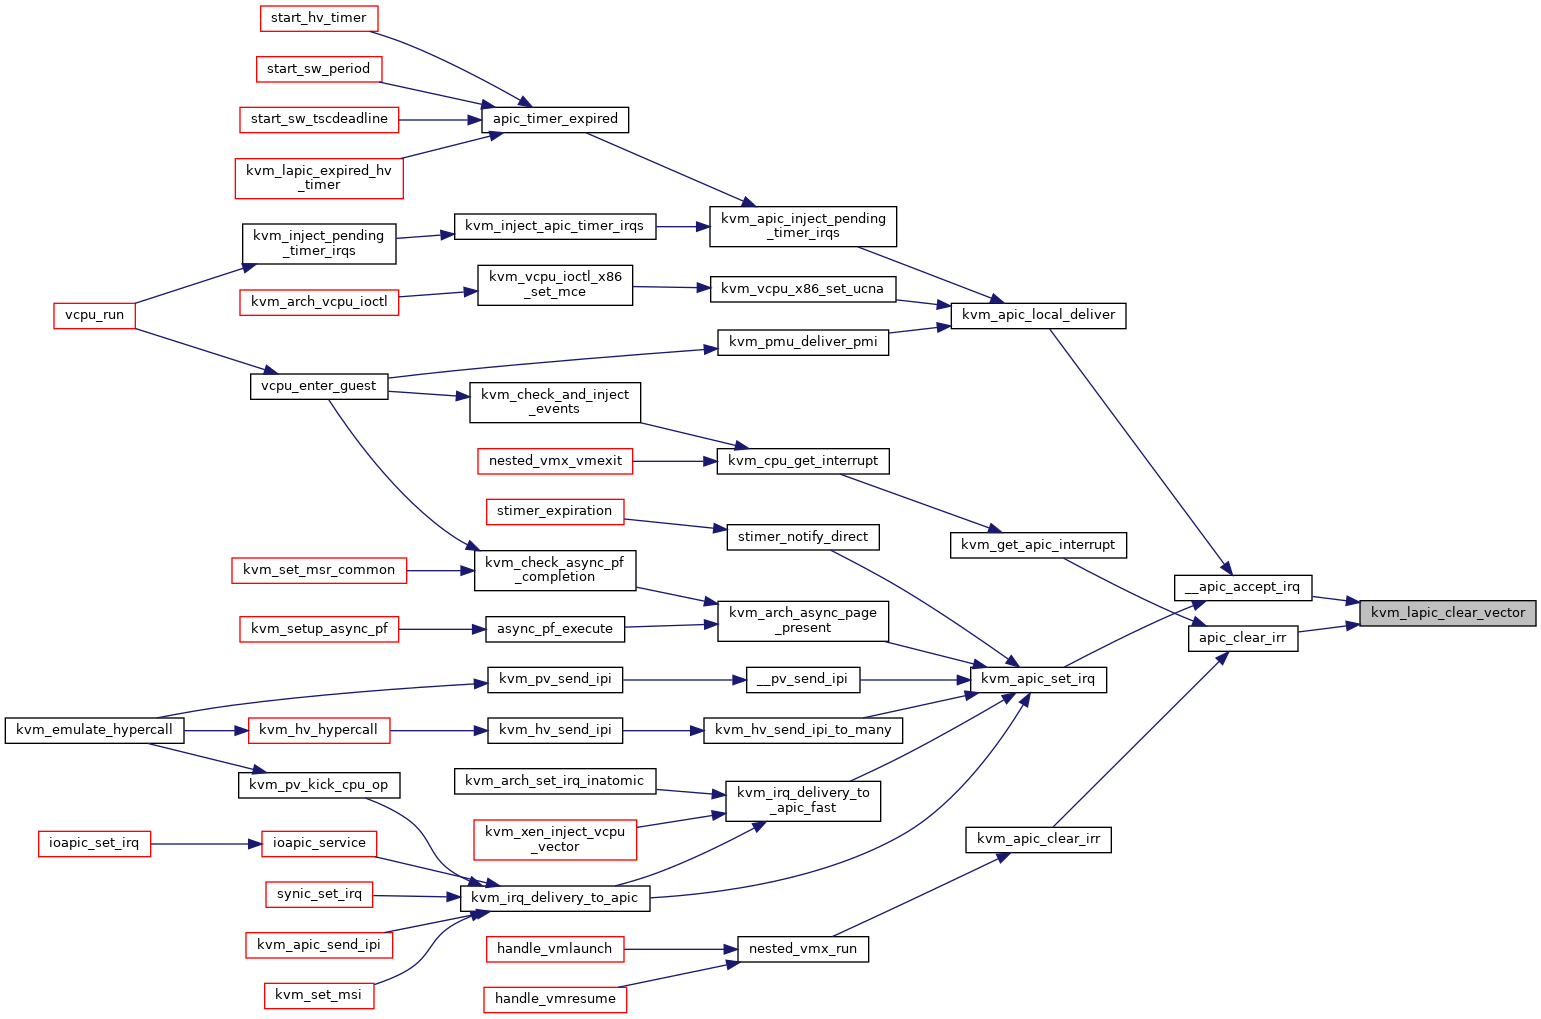 start_hv_timer
start_sw_period
start_sw_tscdeadline
apic_timer_expired
kvm_lapic_expired_hv
_timer
kvm_inject_pending
_timer_irqs
kvm_inject_apic_timer_irqs
kvm_apic_inject_pending
_timer_irqs
kvm_arch_vcpu_ioctl
kvm_vcpu_ioctl_x86
_set_mce
kvm_vcpu_x86_set_ucna
vcpu_run
kvm_apic_local_deliver
kvm_pmu_deliver_pmi
vcpu_enter_guest
kvm_check_and_inject
_events
nested_vmx_vmexit
kvm_cpu_get_interrupt
stimer_expiration
stimer_notify_direct
kvm_get_apic_interrupt
kvm_set_msr_common
kvm_check_async_pf
_completion
__apic_accept_irq
kvm_lapic_clear_vector
kvm_setup_async_pf
async_pf_execute
kvm_arch_async_page
_present
apic_clear_irr
kvm_pv_send_ipi
__pv_send_ipi
kvm_apic_set_irq
kvm_emulate_hypercall
kvm_hv_hypercall
kvm_hv_send_ipi
kvm_hv_send_ipi_to_many
kvm_pv_kick_cpu_op
kvm_arch_set_irq_inatomic
kvm_irq_delivery_to
_apic_fast
kvm_xen_inject_vcpu
_vector
ioapic_set_irq
ioapic_service
kvm_apic_clear_irr
synic_set_irq
kvm_irq_delivery_to_apic
kvm_apic_send_ipi
handle_vmlaunch
nested_vmx_run
kvm_set_msi
handle_vmresume